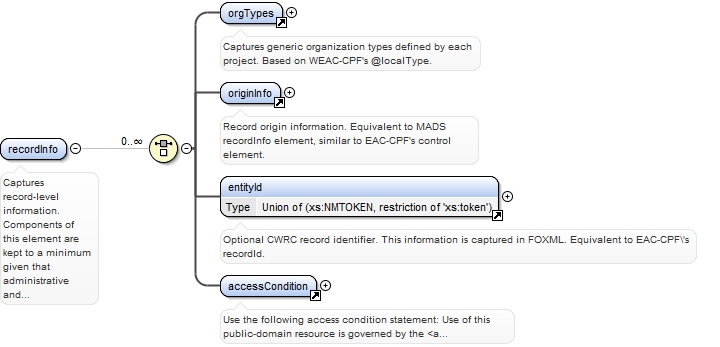 orgTypes
Captures generic organization types defined by each
project. Based on WEAC-CPF's @localType.
originInfo
Record origin information. Equivalent to MADS
recordInfo element, similar to EAC-CPF's control
element.
recordInfo
0..∞
Captures
record-level
information.
Components of
this element are
kept to a minimum
given that
administrative
and...
entityId
Type Union of (xs:NMTOKEN, restriction of 'xs:token')
Optional CWRC record identifier. This information is captured in FOXML. Equivalent to EAC-CPF\'s
recordId.
accessCondition
Use the following access condition statement: Use of this
public-domain resource is governed by the <a...